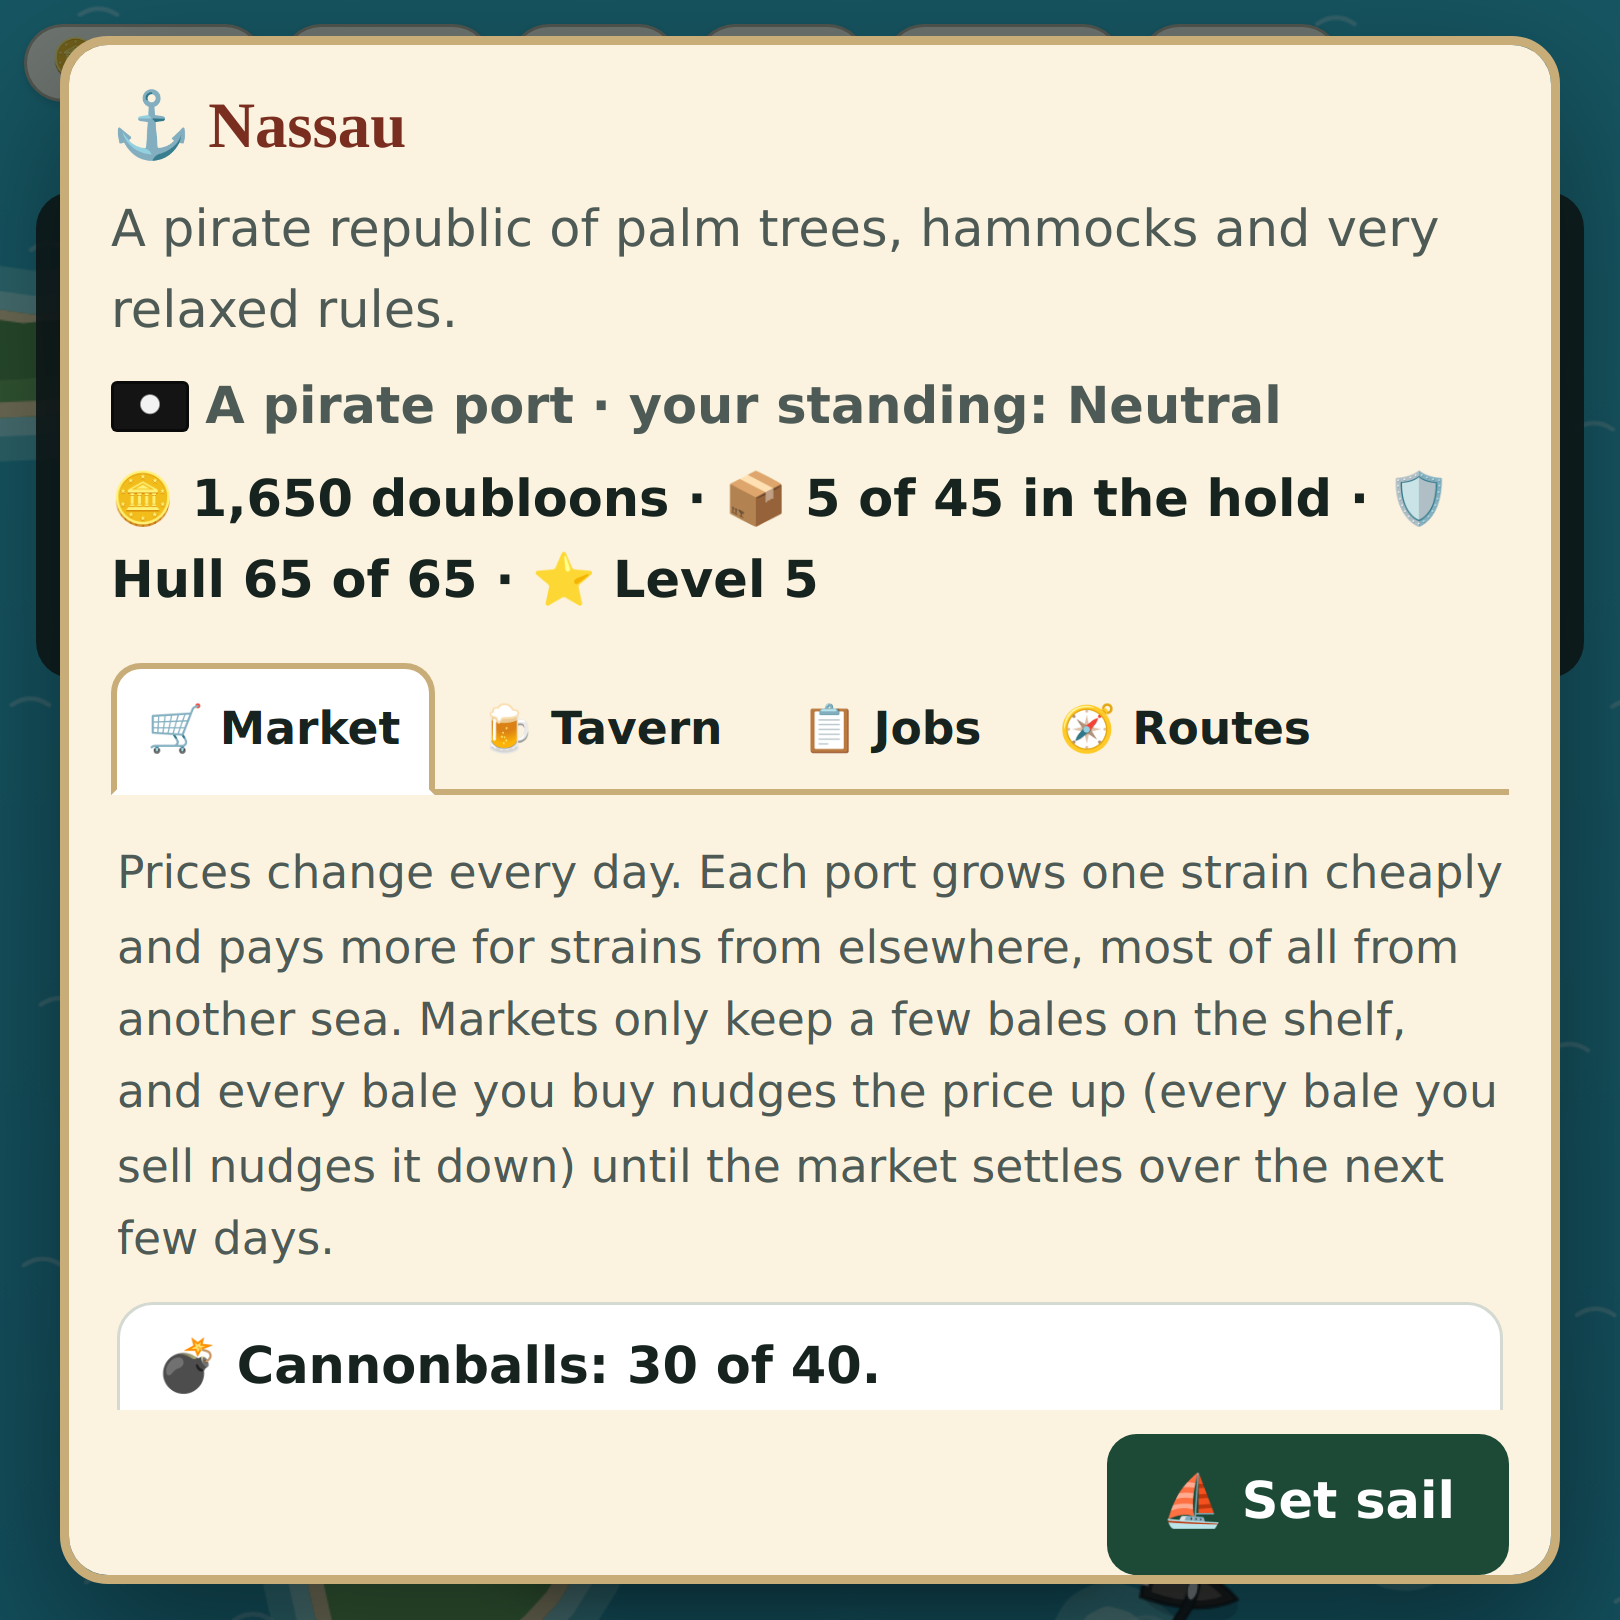 Nassau
A pirate republic of palm trees, hammocks and very
relaxed rules.
A pirate port · your standing: Neutral
1,650 doubloons · 5 of 45 in the hold ·
Hull 65 of 65 · Level 5
Market Tavern Jobs Routes
Prices change every day. Each port grows one strain cheaply
and pays more for strains from elsewhere, most of all from
another sea. Markets only keep a few bales on the shelf,
and every bale you buy nudges the price up (every bale you
sell nudges it down) until the market settles over the next
few days.
Cannonballs: 30 of 40.
Set sail